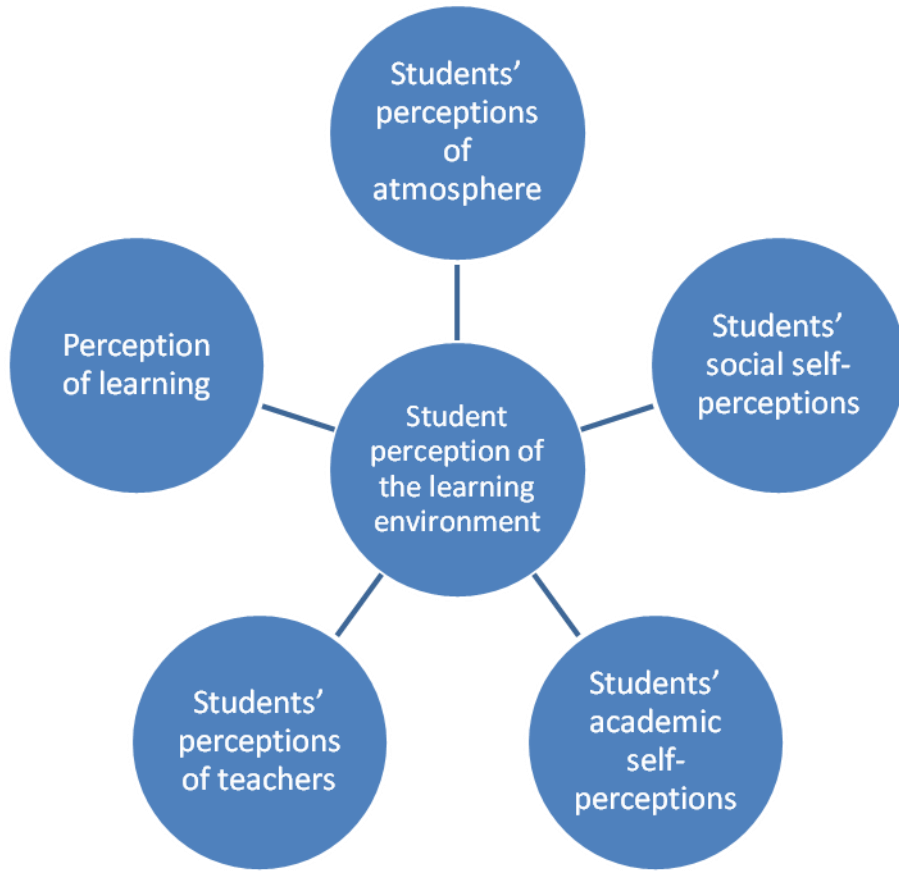 Students’
perceptions
of
atmosphere
Students’
social self-
perceptions
Students’
academic
self-
perceptions
Students’
perceptions
of teachers
Perception
of learning
Student
perception of
the learning
environment